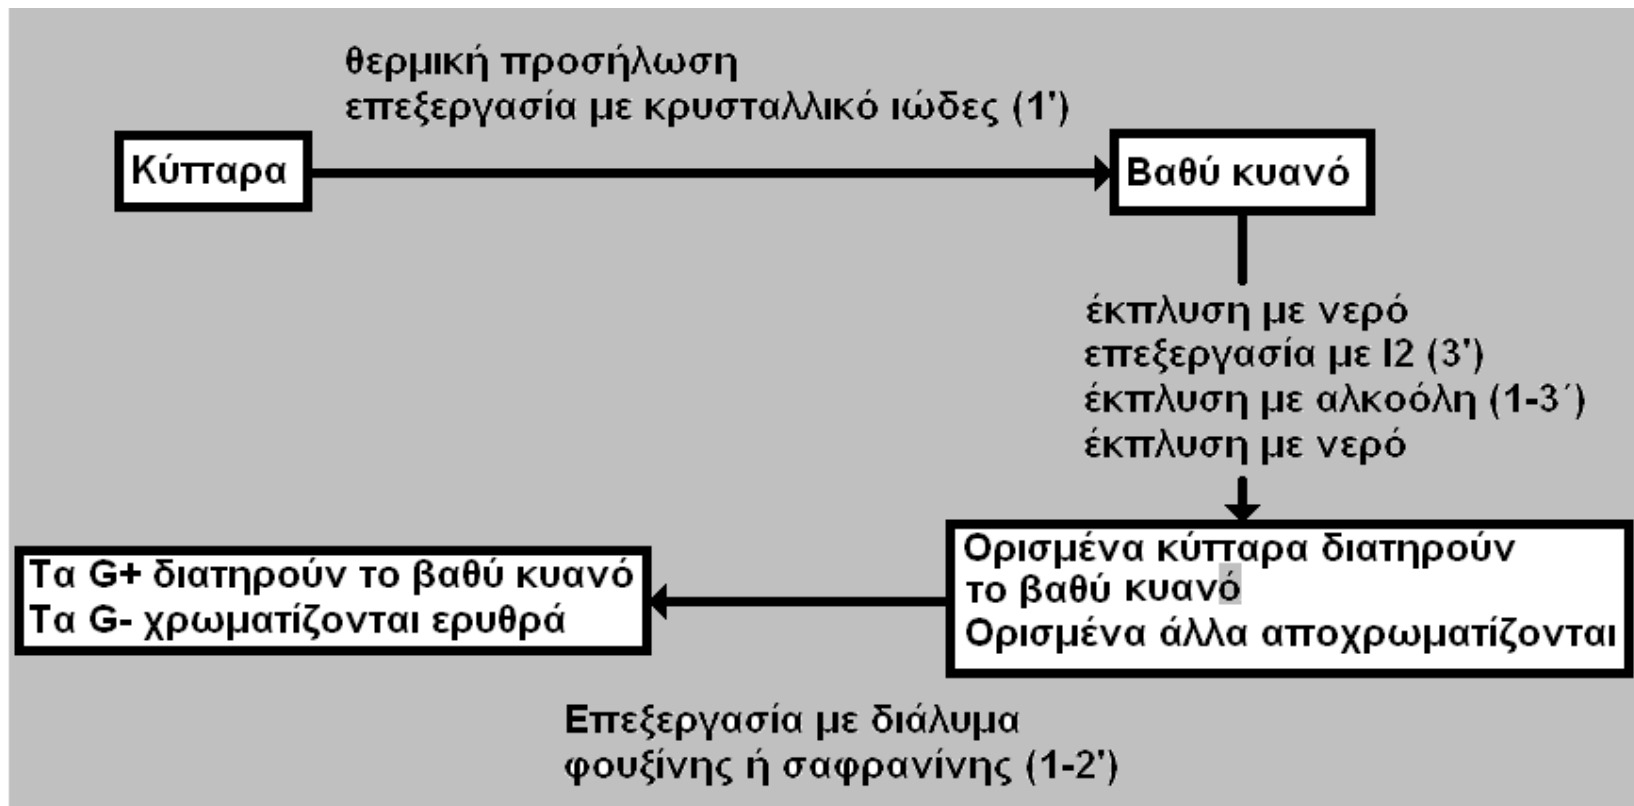 θερμική προσήλωση
επεξεργασία με κρυσταλλικό ιώδες (1')
Κύτταρα
Βαθύ κυανό
έκπλυση με νερό
επεξεργασία με I2 (3')
έκπλυση με αλκοόλη (1-3΄)
έκπλυση με νερό
Ορισμένα κύτταρα διατηρούν
το βαθύ κυανό
Ορισμένα άλλα αποχρωματίζονται
Τα G+ διατηρούν το βαθύ κυανό
Τα G- χρωματίζονται ερυθρά
Επεξεργασία με διάλυμα
φουξίνης ή σαφρανίνης (1-2')